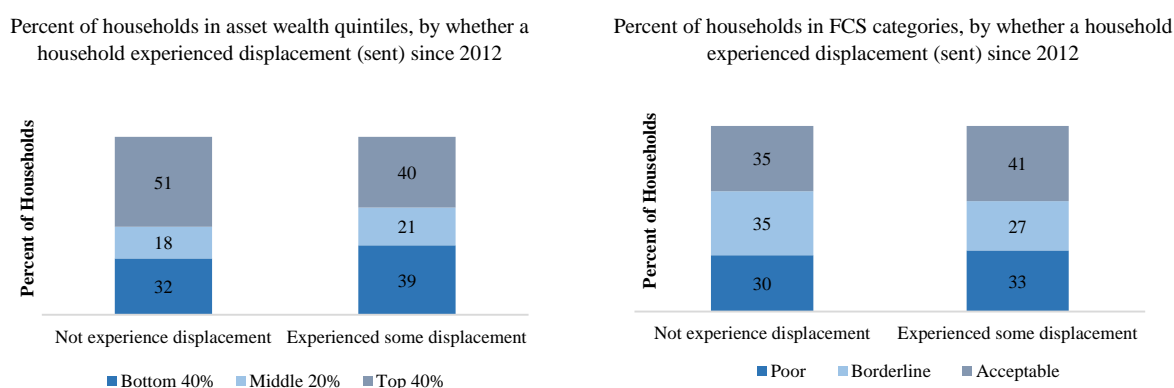 Percent of households in asset wealth quintiles, by whether a
household experienced displacement (sent) since 2012
Percent of Households
51
40
18
21
32
39
Not experience displacement
Experienced some displacement
Bottom 40%
Middle 20%
Top 40%
Percent of households in FCS categories, by whether a household
experienced displacement (sent) since 2012
Percent of Households
35
41
35
27
30
33
Not experience displacement
Experienced some displacement
Poor
Borderline
Acceptable